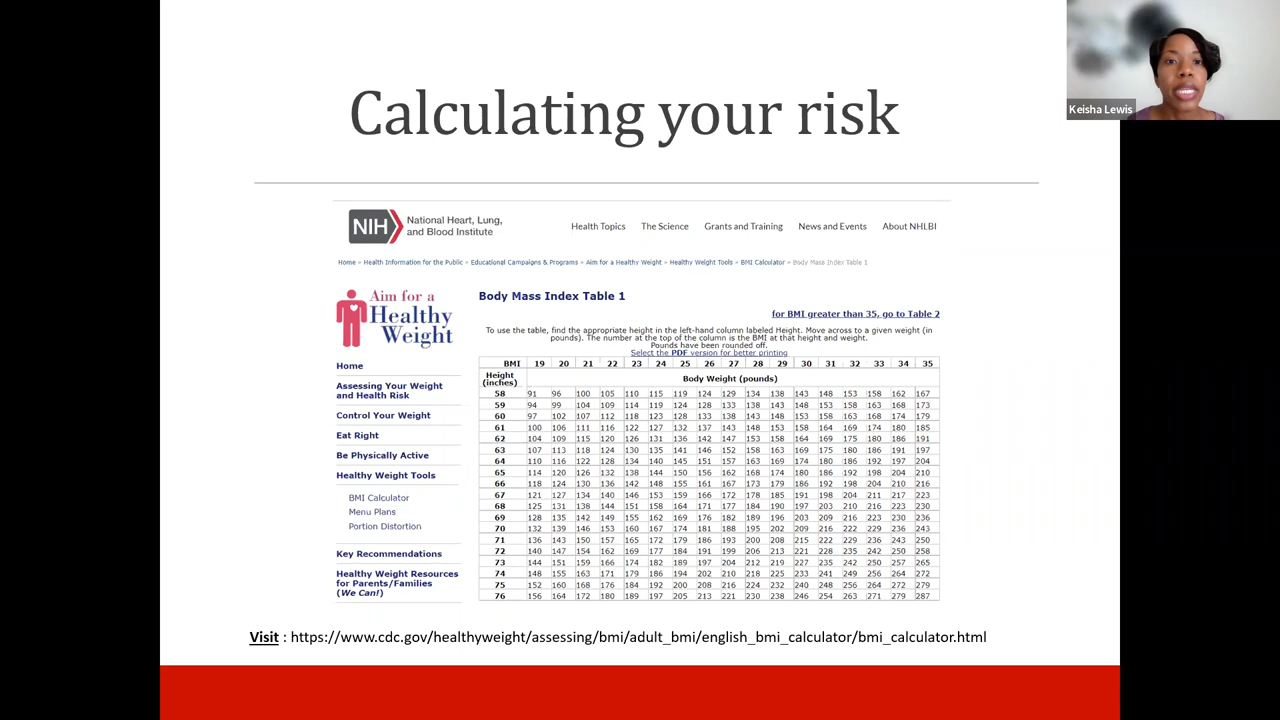 Keisha Lewis
Calculating your risk
NIH
National Heart, Lung,
and Blood Institute
Health Topics The Science Grants and Training News and Events About NHLBI
Home » Health Information for the Public » Educational Campaigns & Programs » Aim for a Healthy Weight » Healthy Weight Tools » BMI Calculator » Body Mass Index Table 1
Aim for a
Healthy
Weight
Home
Assessing Your Weight
and Health Risk
Control Your Weight
Eat Right
Be Physically Active
Healthy Weight Tools
BMI Calculator
Menu Plans
Portion Distortion
Key Recommendations
Healthy Weight Resources
for Parents/Families
(We Can!)
Body Mass Index Table 1
for BMI greater than 35, go to Table 2
To use the table, find the appropriate height in the left-hand column labeled Height. Move across to a given weight (in
pounds). The number at the top of the column is the BMI at that height and weight.
Pounds have been rounded off.
Select the PDF version for better printing
BMI 19 20 21 22 23 24 25 26 27 28 29 30 31 32 33 34 35
Height
(inches)
Body Weight (pounds)
58 91 96 100 105 110 115 119 124 129 134 138 143 148 153 158 162 167
59 94 99 104 109 114 119 124 128 133 138 143 148 153 158 163 168 173
60 97 102 107 112 118 123 128 133 138 143 148 153 158 163 168 174 179
61 100 106 111 116 122 127 132 137 143 148 153 158 164 169 174 180 185
62 104 109 115 120 126 131 136 142 147 153 158 164 169 175 180 186 191
63 107 113 118 124 130 135 141 146 152 158 163 169 175 180 186 191 197
64 110 116 122 128 134 140 145 151 157 163 169 174 180 186 192 197 204
65 114 120 126 132 138 144 150 156 162 168 174 180 186 192 198 204 210
66 118 124 130 136 142 148 155 161 167 173 179 186 192 198 204 210 216
67 121 127 134 140 146 153 159 166 172 178 185 191 198 204 211 217 223
68 125 131 138 144 151 158 164 171 177 184 190 197 203 210 216 223 230
69 128 135 142 149 155 162 169 176 182 189 196 203 209 216 223 230 236
70 132 139 146 153 160 167 174 181 188 195 202 209 216 222 229 236 243
71 136 143 150 157 165 172 179 186 193 200 208 215 222 229 236 243 250
72 140 147 154 162 169 177 184 191 199 206 213 221 228 235 242 250 258
73 144 151 159 166 174 182 189 197 204 212 219 227 235 242 250 257 265
74 148 155 163 171 179 186 194 202 210 218 225 233 241 249 256 264 272
75 152 160 168 176 184 192 200 208 216 224 232 240 248 256 264 272 279
76 156 164 172 180 189 197 205 213 221 230 238 246 254 263 271 279 287
Visit : https://www.cdc.gov/healthyweight/assessing/bmi/adult_bmi/english_bmi_calculator/bmi_calculator.html